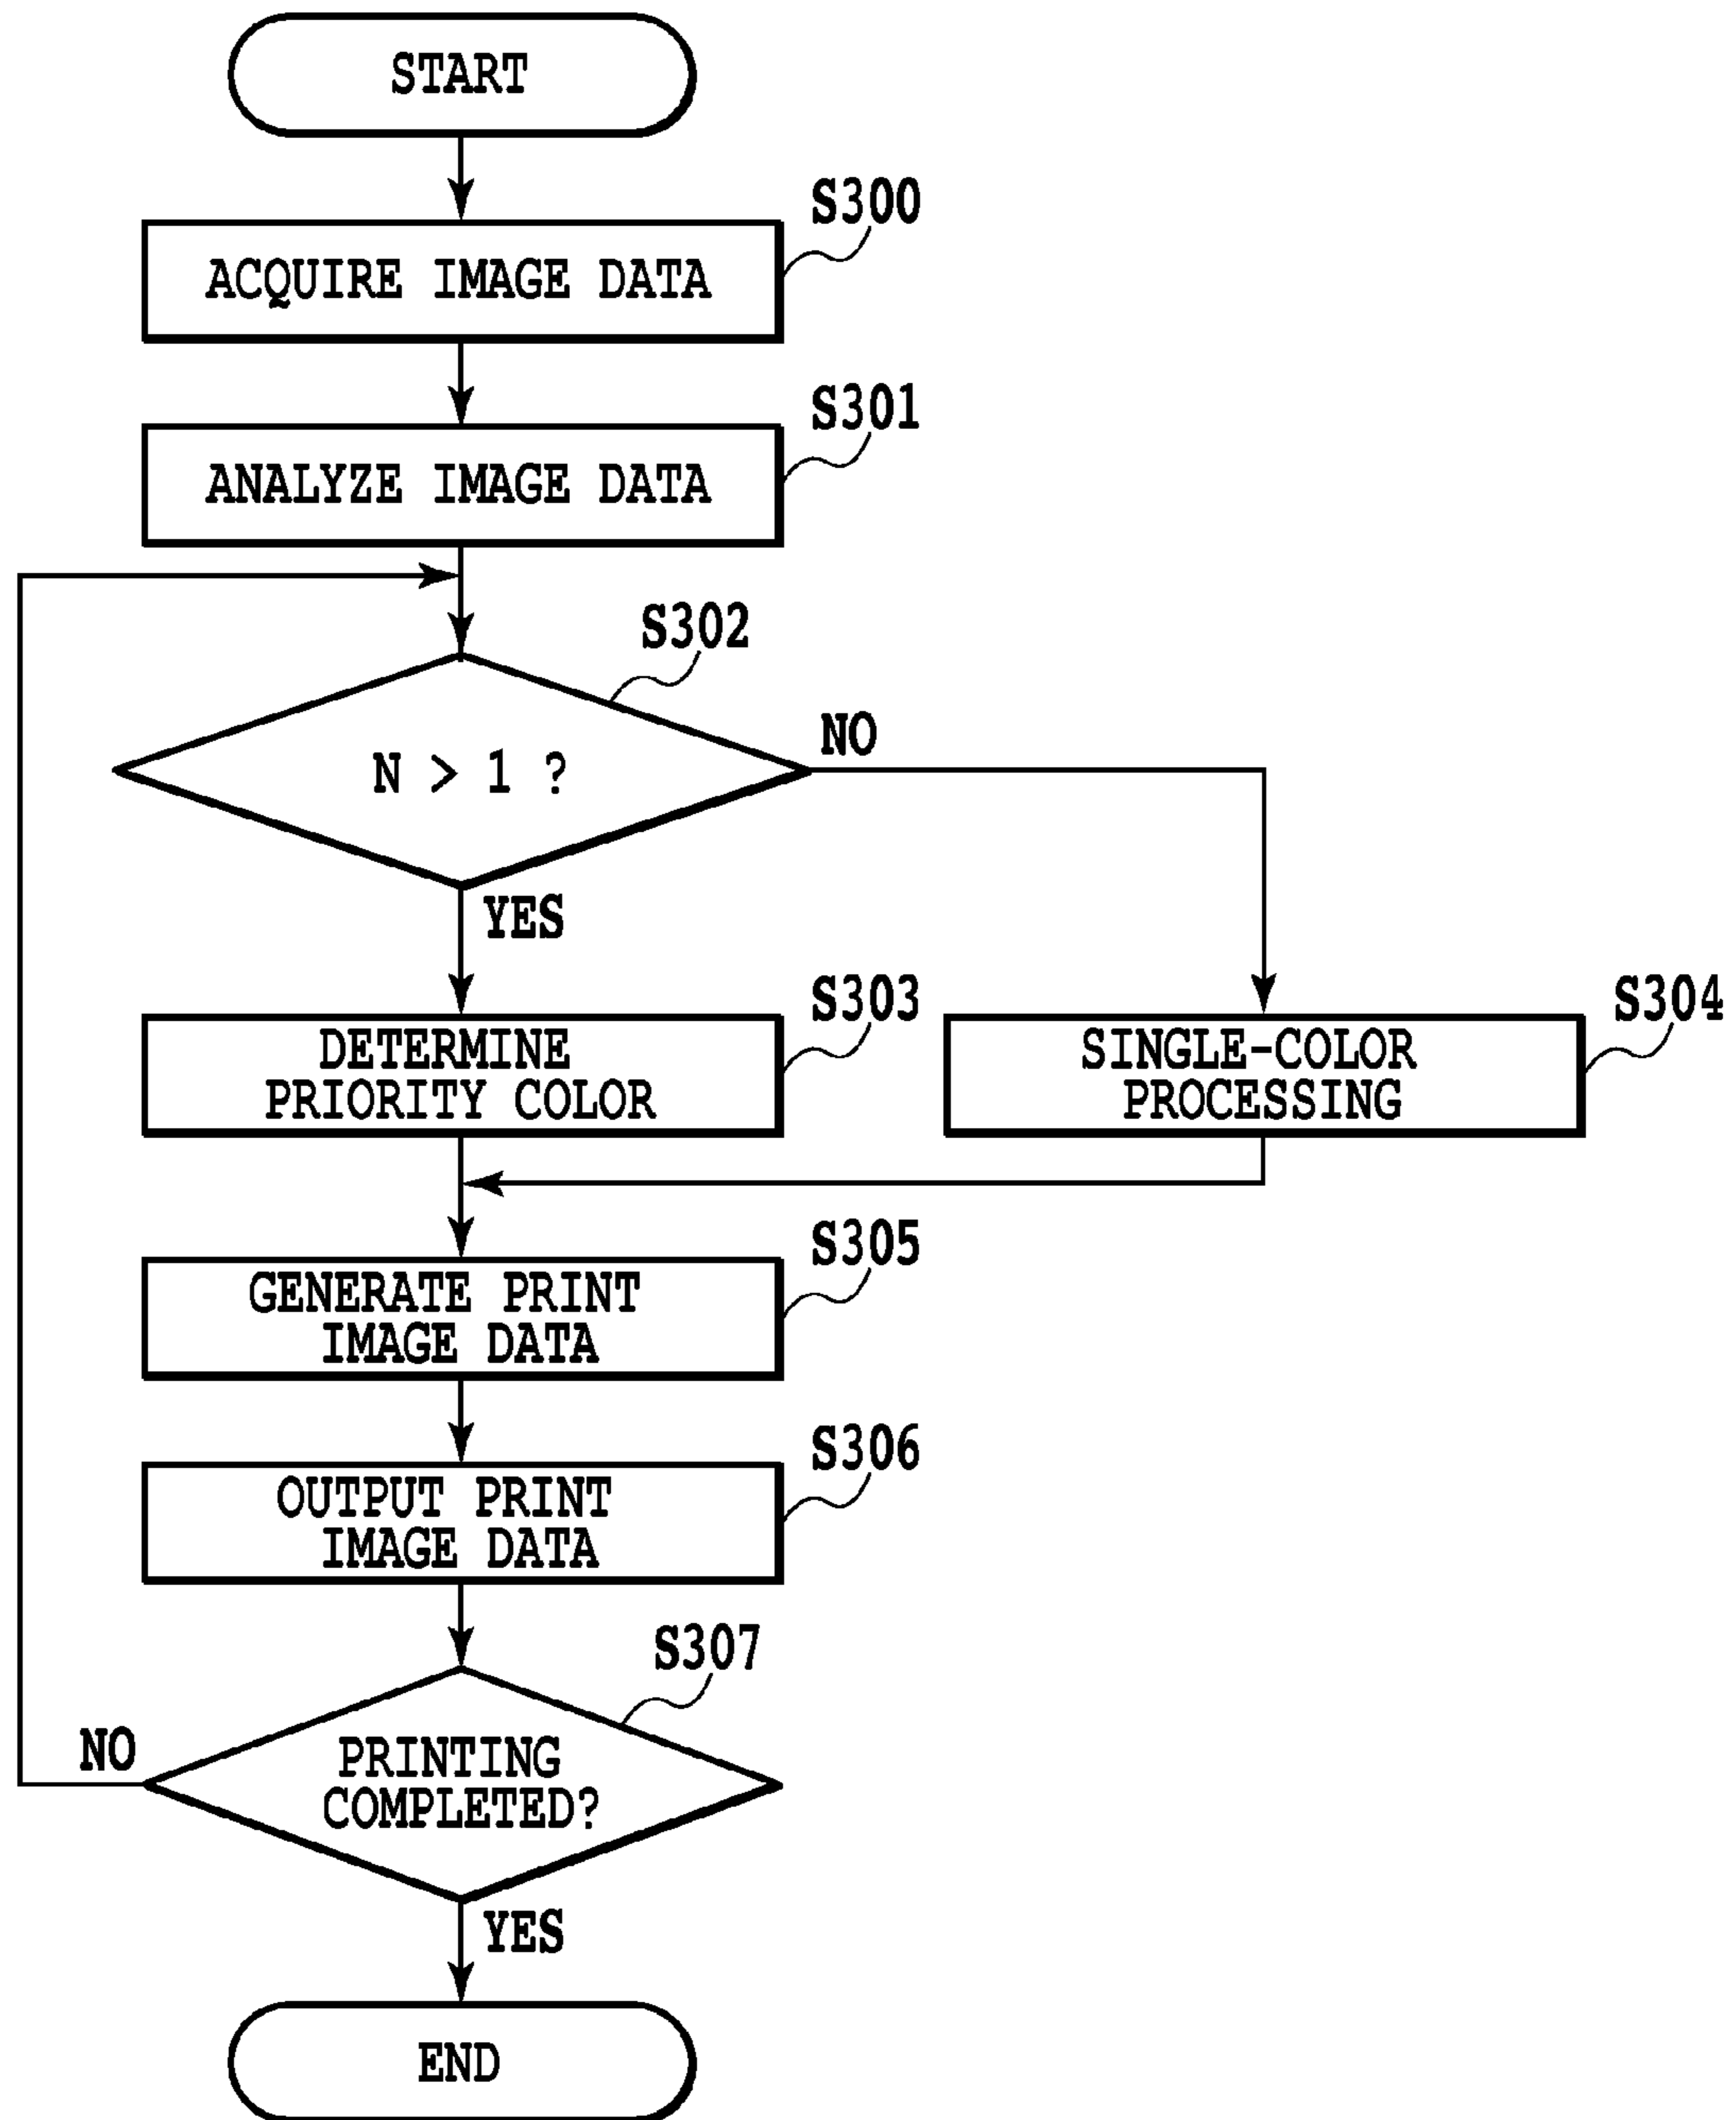 START
S300
ACQUIRE IMAGE DATA
S301
ANALYZE IMAGE DATA
S302
N > 1 ?
NO
YES
S303
DETERMINE
PRIORITY COLOR
S304
SINGLE-COLOR
PROCESSING
S305
GENERATE PRINT
IMAGE DATA
S306
OUTPUT PRINT
IMAGE DATA
S307
PRINTING
COMPLETED?
NO
YES
END